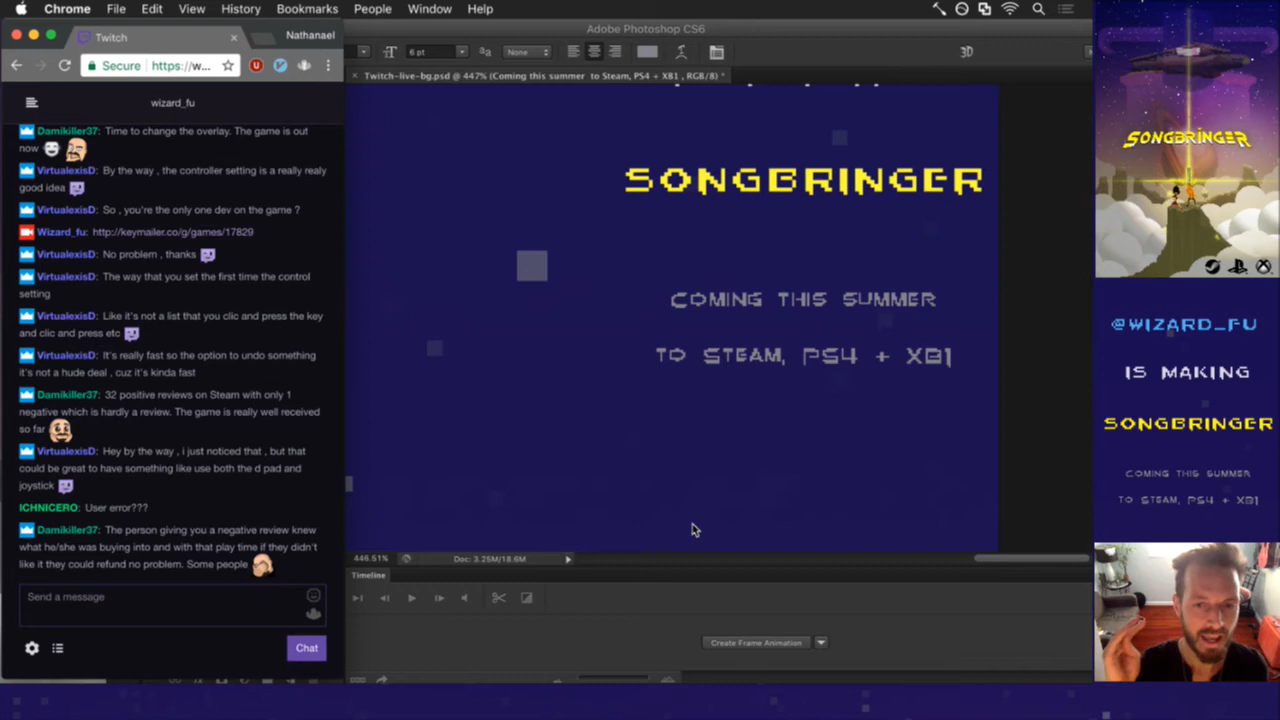 Chrome File Edit View History Bookmarks People Window Help
Twitch
Nathanael
Secure https://w...
wizard_fu
Damikiller37: Time to change the overlay. The game is out
now
VirtualexisD: By the way , the controller setting is a really realy
good idea
VirtualexisD: So , you're the only one dev on the game ?
Wizard_fu: http://keymailer.co/g/games/17829
VirtualexisD: No problem , thanks
VirtualexisD: The way that you set the first time the control
setting
VirtualexisD: Like it's not a list that you clic and press the key
and clic and press etc
VirtualexisD: It's really fast so the option to undo something
it's not a hude deal , cuz it's kinda fast
Damikiller37: 32 positive reviews on Steam with only 1
negative which is hardly a review. The game is really well received
so far
VirtualexisD: Hey by the way , i just noticed that , but that
could be great to have something like use both the d pad and
joystick
ICHNICERO: User error???
Damikiller37: The person giving you a negative review knew
what he/she was buying into and with that play time if they didn't
like it they could refund no problem. Some people
Send a message
Chat
Adobe Photoshop CS6
6 pt
aa
None
3D
Twitch-live-bg.psd @ 447% (Coming this summer to Steam, PS4 + XB1 , RGB/8) *
SONGBRINGER
COMING THIS SUMMER
TO STEAM, PS4 + XB1
446.51%
Doc: 3.25M/18.6M
Timeline
Create Frame Animation
SONGBRINGER
@WIZARD_FU
IS MAKING
SONGBRINGER
COMING THIS SUMMER
TO STEAM, PS4 + XB1